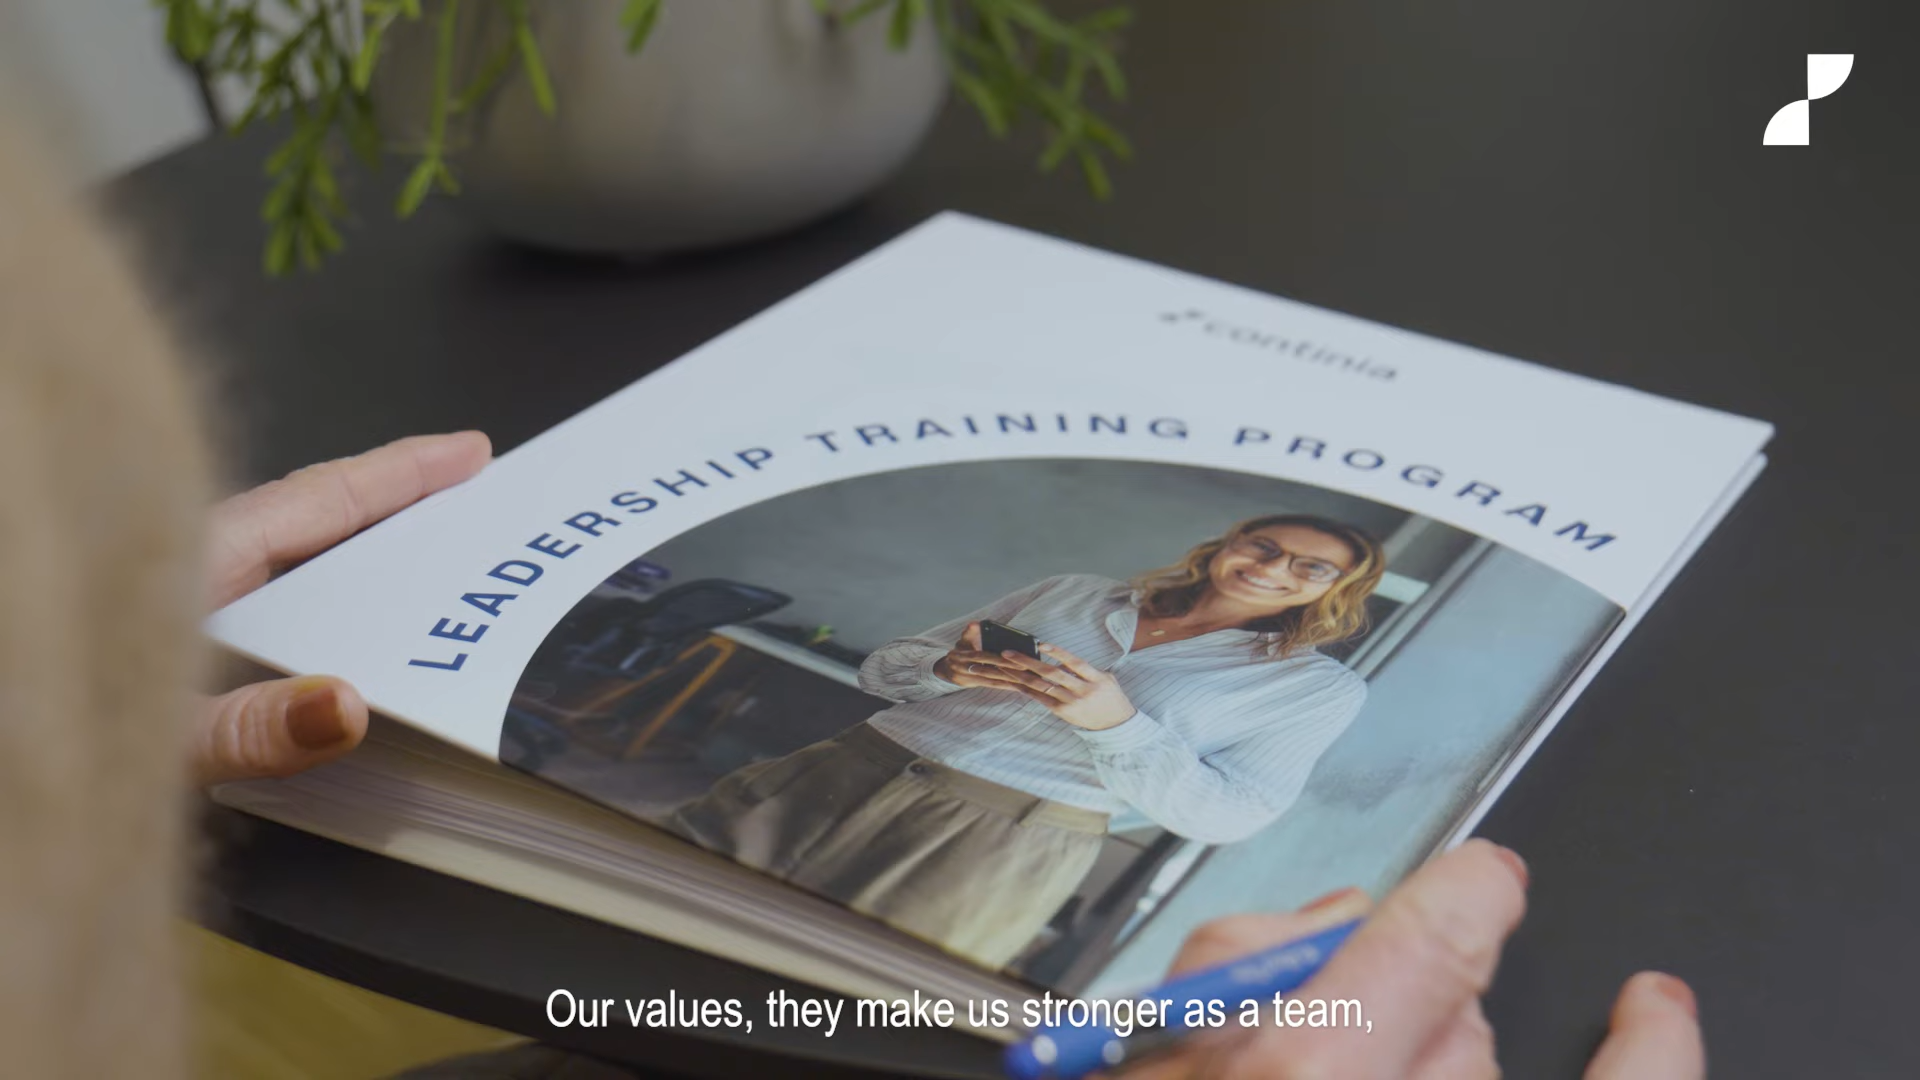 continia
LEADERSHIP TRAINING PROGRAM
Our values, they make us stronger as a team,